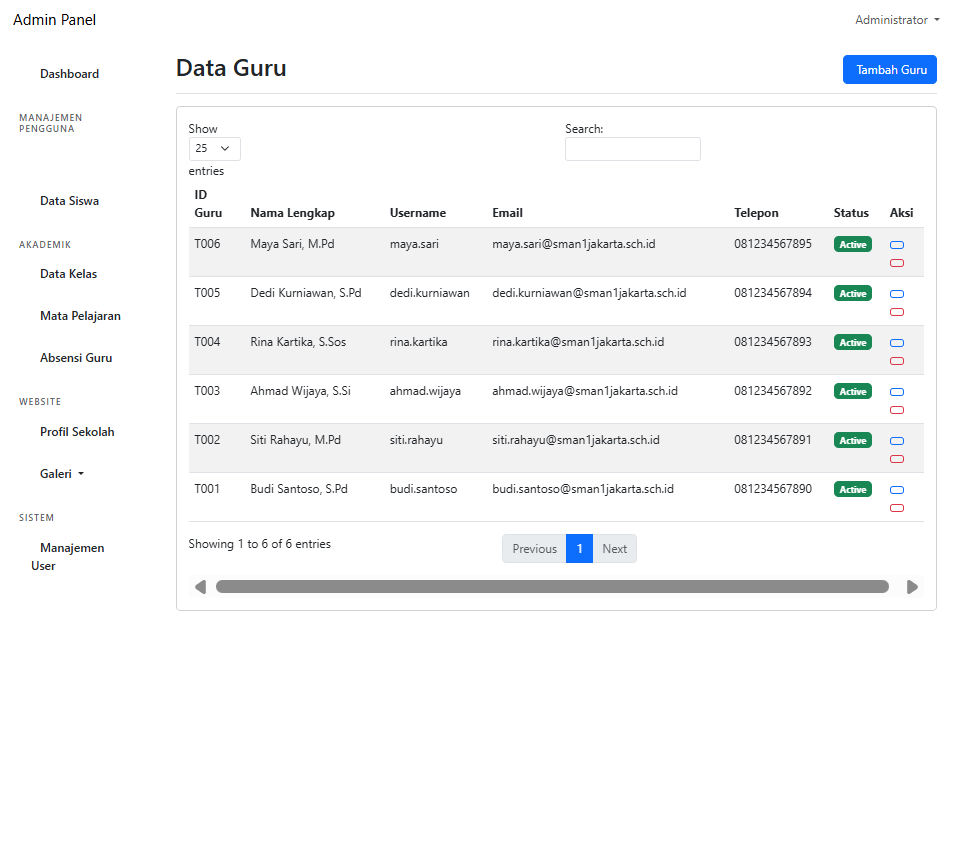 Admin Panel
Administrator
Dashboard
MANAJEMEN
PENGGUNA
Data Siswa
AKADEMIK
Data Kelas
Mata Pelajaran
Absensi Guru
WEBSITE
Profil Sekolah
Galeri
SISTEM
Manajemen
User
Data Guru
Tambah Guru
Show
25
entries
Search:
ID
Guru Nama Lengkap Username Email Telepon Status Aksi
T006 Maya Sari, M.Pd maya.sari maya.sari@sman1jakarta.sch.id 081234567895 Active
T005 Dedi Kurniawan, S.Pd dedi.kurniawan dedi.kurniawan@sman1jakarta.sch.id 081234567894 Active
T004 Rina Kartika, S.Sos rina.kartika rina.kartika@sman1jakarta.sch.id 081234567893 Active
T003 Ahmad Wijaya, S.Si ahmad.wijaya ahmad.wijaya@sman1jakarta.sch.id 081234567892 Active
T002 Siti Rahayu, M.Pd siti.rahayu siti.rahayu@sman1jakarta.sch.id 081234567891 Active
T001 Budi Santoso, S.Pd budi.santoso budi.santoso@sman1jakarta.sch.id 081234567890 Active
Showing 1 to 6 of 6 entries
Previous 1 Next